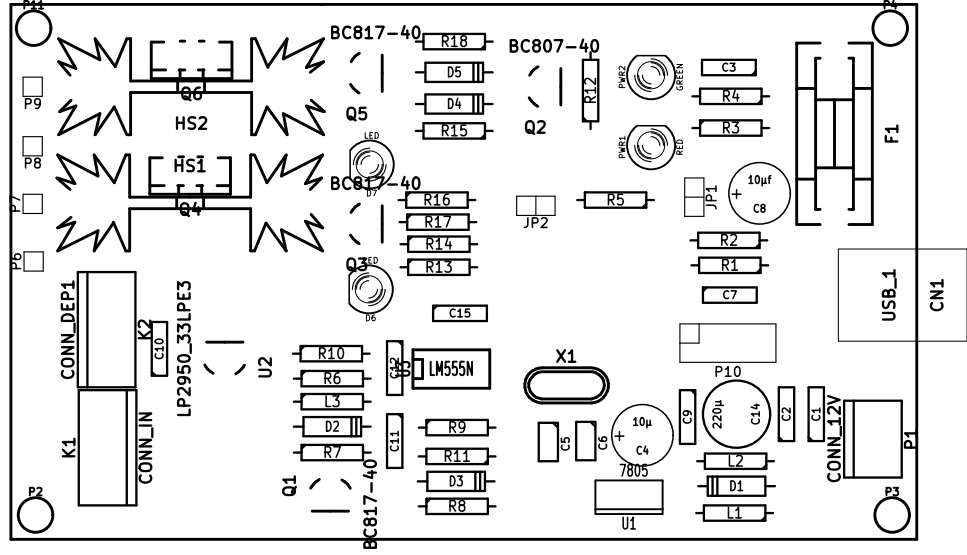 P11
P4
BC817-40
R18
BC807-40
D5
PWR2
GREEN
C3
R12
R4
Q6
P9
HS2
D4
Q5
Q2
R15
R3
F1
LED
PWR1
RED
P8
HS1
10µf
C8
D7
BC817-40
JP1
P7
Q4
R16
R5
R17
JP2
R14
R2
P6
LED
Q3
R13
R1
CONN_DEP1
K2
LP2950_33LPE3
D6
C7
USB_1
CN1
C15
C10
U2
R10
C12
U3
LM555N
X1
R6
P10
L3
220µ
C14
C9
C2
C1
CONN_12V
K1
CONN_IN
D2
C11
R9
10µ
C4
C5
C6
P1
R7
R11
L2
7805
BC817-40
Q1
D3
D1
P2
R8
U1
L1
P3